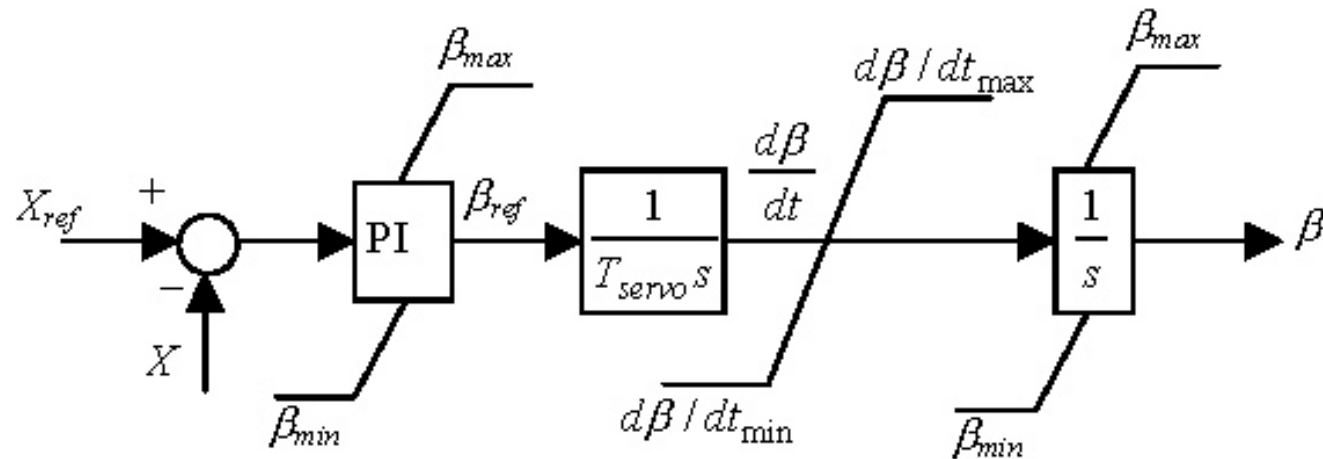 β_max
β_max
dβ / dt_max
dβ
dt
+
X_ref
PI
β_ref
1
T_servo s
1
s
β
−
X
β_min
dβ / dt_min
β_min